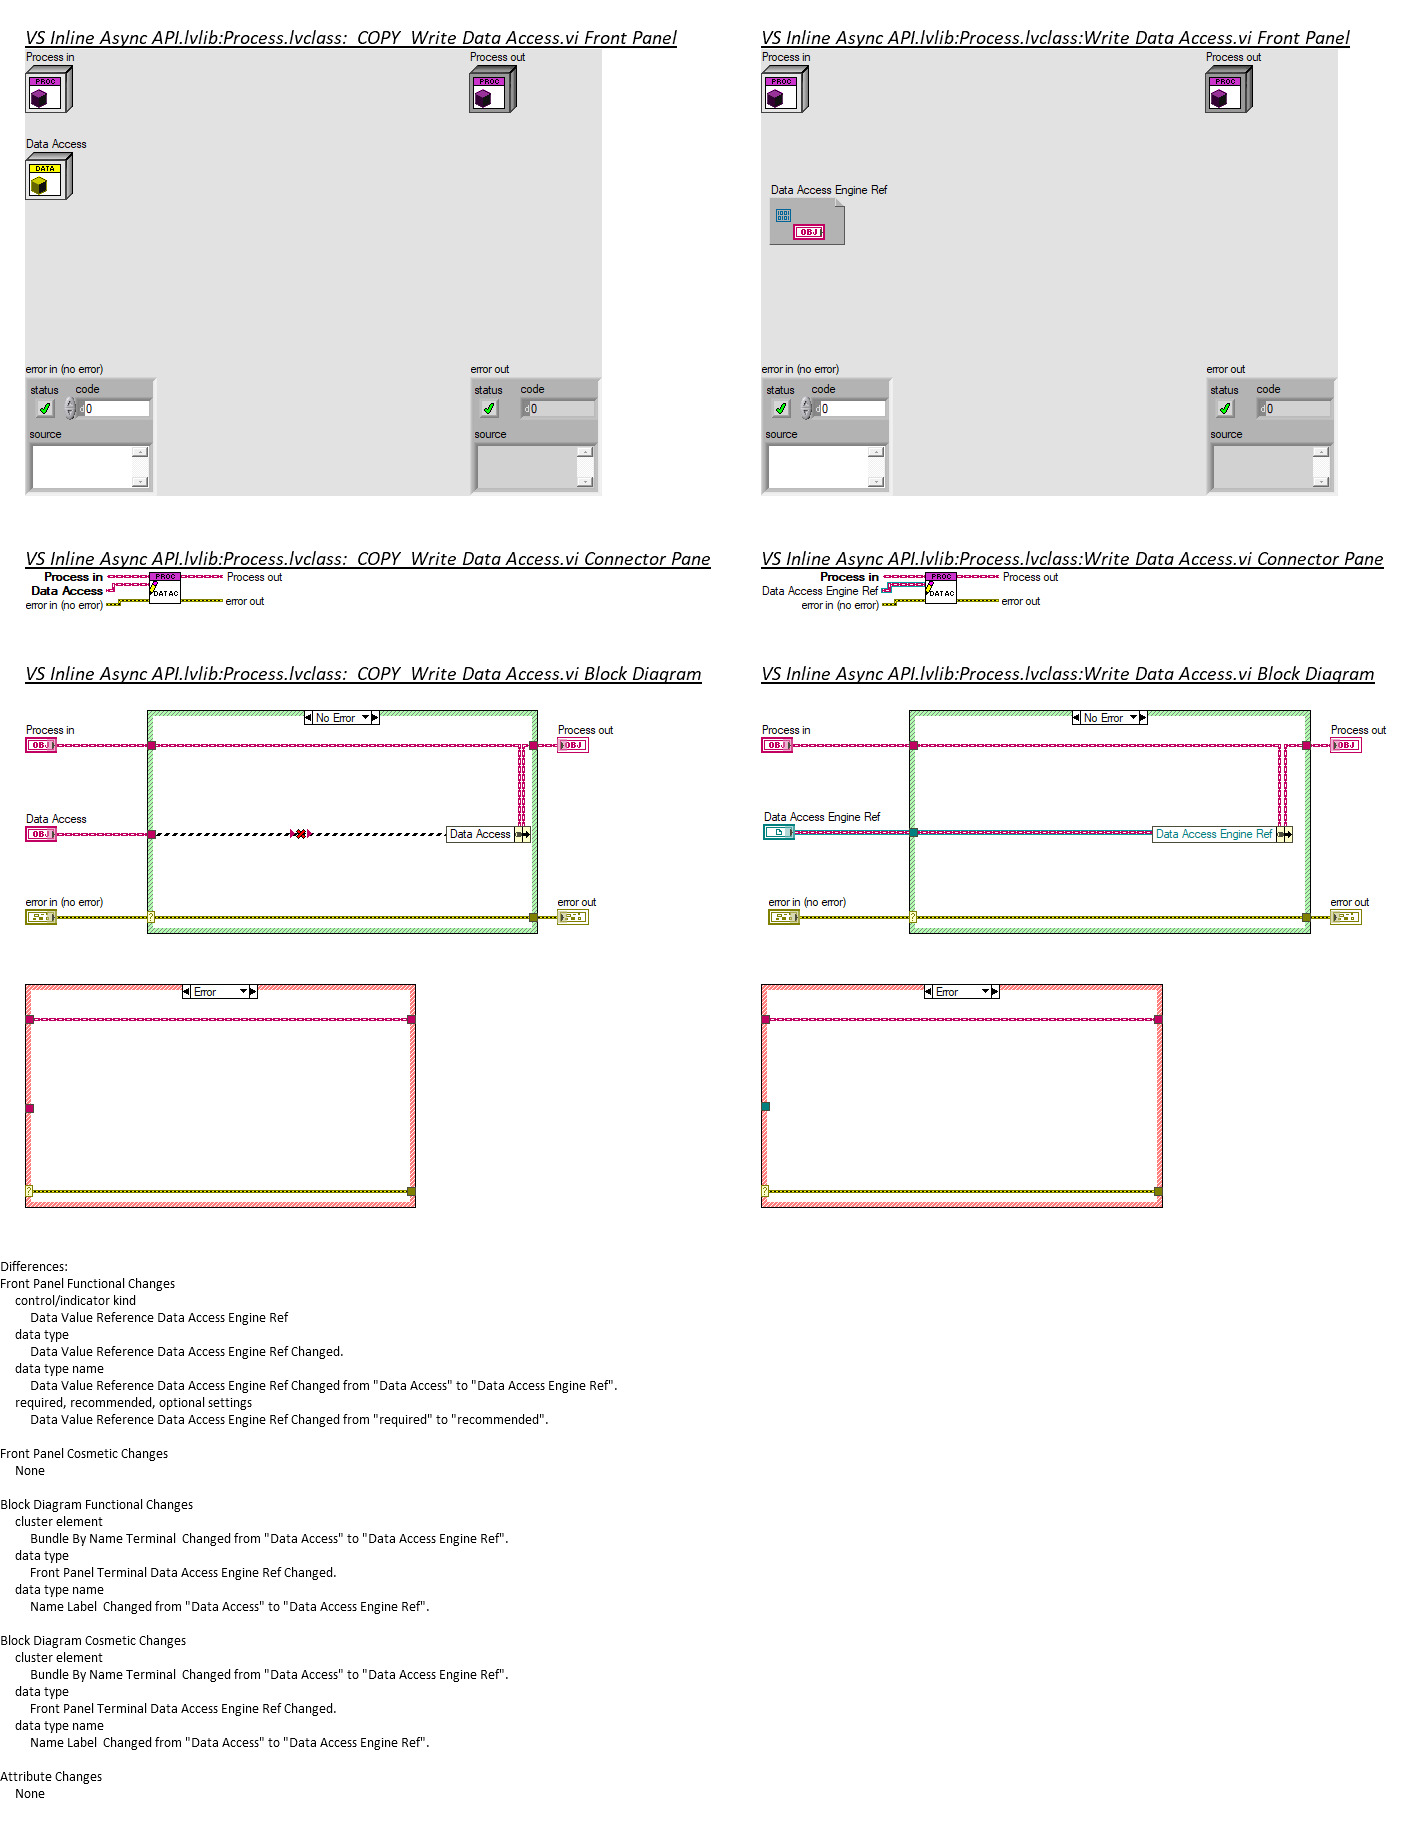 VS Inline Async API.lvlib:Process.lvclass:  COPY  Write Data Access.vi Front Panel
Process in
PROC
Process out
PROC
Data Access
DATA
error in (no error)
status code
d 0
source
error out
status code
d 0
source
VS Inline Async API.lvlib:Process.lvclass:Write Data Access.vi Front Panel
Process in
PROC
Process out
PROC
Data Access Engine Ref
OBJ
error in (no error)
status code
d 0
source
error out
status code
d 0
source
VS Inline Async API.lvlib:Process.lvclass:  COPY  Write Data Access.vi Connector Pane
Process in PROC Process out
Data Access DATAC
error in (no error) error out
VS Inline Async API.lvlib:Process.lvclass:Write Data Access.vi Connector Pane
Process in PROC Process out
Data Access Engine Ref DATAC
error in (no error) error out
VS Inline Async API.lvlib:Process.lvclass:  COPY  Write Data Access.vi Block Diagram
No Error
Process in Process out
OBJ OBJ
Data Access
OBJ Data Access
error in (no error) error out
?
Error
?
VS Inline Async API.lvlib:Process.lvclass:Write Data Access.vi Block Diagram
No Error
Process in Process out
OBJ OBJ
Data Access Engine Ref
Data Access Engine Ref
error in (no error) error out
?
Error
?
Differences:
Front Panel Functional Changes
control/indicator kind
Data Value Reference Data Access Engine Ref
data type
Data Value Reference Data Access Engine Ref Changed.
data type name
Data Value Reference Data Access Engine Ref Changed from "Data Access" to "Data Access Engine Ref".
required, recommended, optional settings
Data Value Reference Data Access Engine Ref Changed from "required" to "recommended".
Front Panel Cosmetic Changes
None
Block Diagram Functional Changes
cluster element
Bundle By Name Terminal  Changed from "Data Access" to "Data Access Engine Ref".
data type
Front Panel Terminal Data Access Engine Ref Changed.
data type name
Name Label  Changed from "Data Access" to "Data Access Engine Ref".
Block Diagram Cosmetic Changes
cluster element
Bundle By Name Terminal  Changed from "Data Access" to "Data Access Engine Ref".
data type
Front Panel Terminal Data Access Engine Ref Changed.
data type name
Name Label  Changed from "Data Access" to "Data Access Engine Ref".
Attribute Changes
None